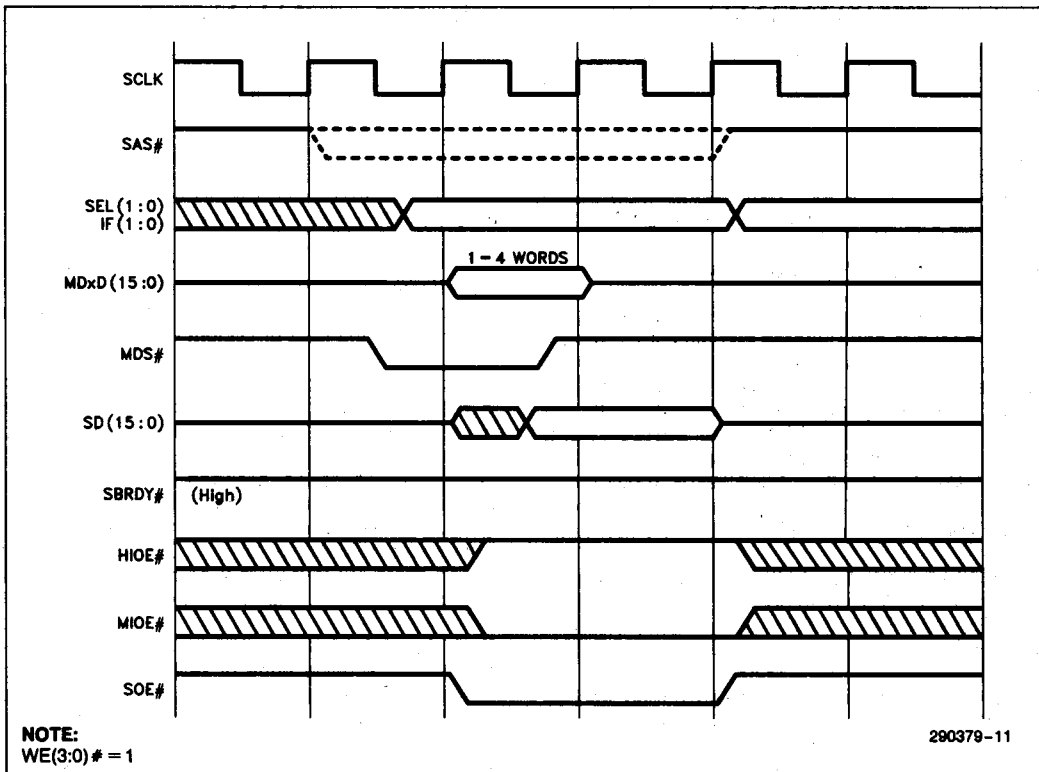 SCLK
SAS#
SEL(1:0)
IF(1:0)
1-4 WORDS
MDxD(15:0)
MDS#
SD(15:0)
SBRDY# (High)
HIOE#
MIOE#
SOE#
NOTE:
WE(3:0)# = 1
290379-11